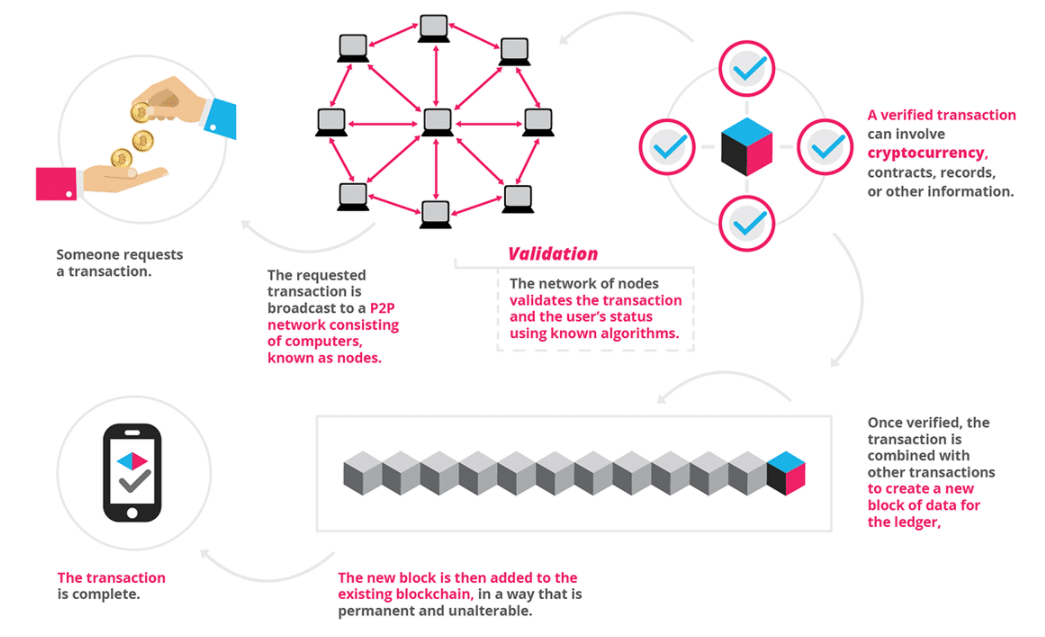 Someone requests
a transaction.
The requested
transaction is
broadcast to a P2P
network consisting
of computers,
known as nodes.
Validation
The network of nodes
validates the transaction
and the user's status
using known algorithms.
A verified transaction
can involve
cryptocurrency,
contracts, records,
or other information.
Once verified, the
transaction is
combined with
other transactions
to create a new
block of data for
the ledger,
The new block is then added to the
existing blockchain, in a way that is
permanent and unalterable.
The transaction
is complete.